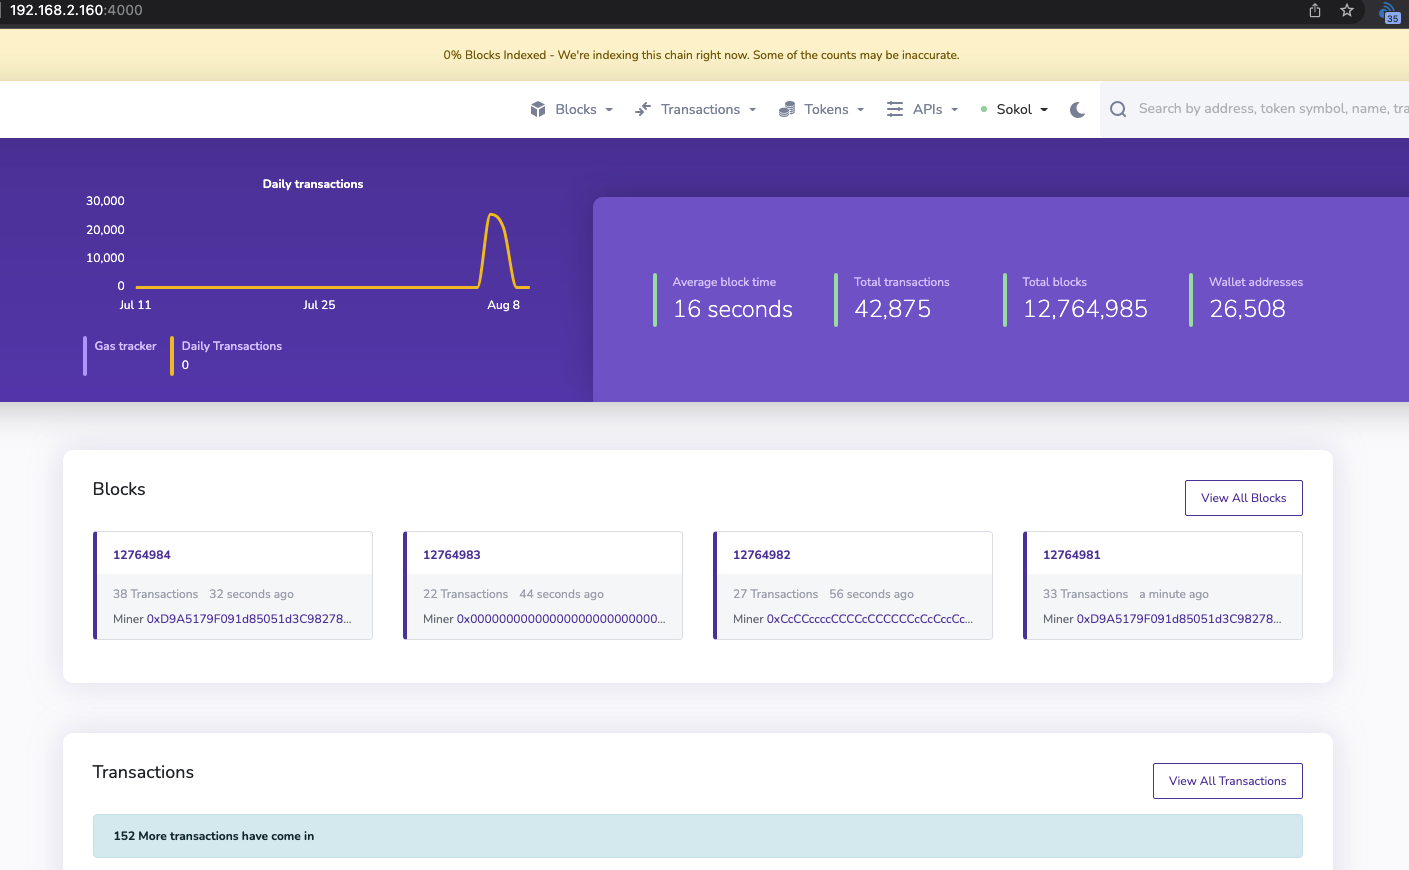 192.168.2.160:4000
35
0% Blocks Indexed - We're indexing this chain right now. Some of the counts may be inaccurate.
Blocks Transactions Tokens APIs Sokol Search by address, token symbol, name, tra
Daily transactions
30,000
20,000
10,000
0
Jul 11 Jul 25 Aug 8
Gas tracker Daily Transactions
0
Average block time Total transactions Total blocks Wallet addresses
16 seconds 42,875 12,764,985 26,508
Blocks
View All Blocks
12764984
38 Transactions 32 seconds ago
Miner 0xD9A5179F091d85051d3C98278...
12764983
22 Transactions 44 seconds ago
Miner 0x00000000000000000000000000...
12764982
27 Transactions 56 seconds ago
Miner 0xCcCCccccCCCCcCCCCCCcCcCccCc...
12764981
33 Transactions a minute ago
Miner 0xD9A5179F091d85051d3C98278...
Transactions
View All Transactions
152 More transactions have come in